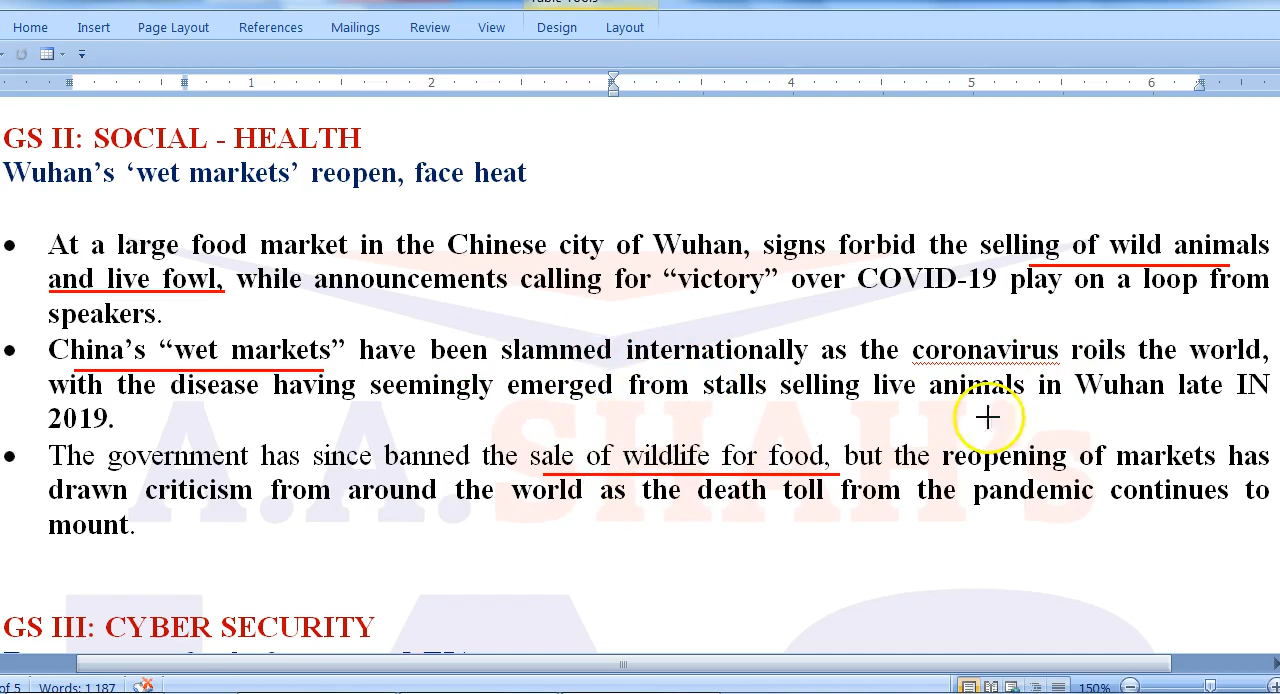 Table Tools
Home Insert Page Layout References Mailings Review View Design Layout
1 2 4 5 6
GS II: SOCIAL - HEALTH
Wuhan’s ‘wet markets’ reopen, face heat
• At a large food market in the Chinese city of Wuhan, signs forbid the selling of wild animals
and live fowl, while announcements calling for “victory” over COVID-19 play on a loop from
speakers.
• China’s “wet markets” have been slammed internationally as the coronavirus roils the world,
with the disease having seemingly emerged from stalls selling live animals in Wuhan late IN
2019.
• The government has since banned the sale of wildlife for food, but the reopening of markets has
drawn criticism from around the world as the death toll from the pandemic continues to
mount.
A.A.SHAH's
GS III: CYBER SECURITY
of 5 Words: 1,187 150%